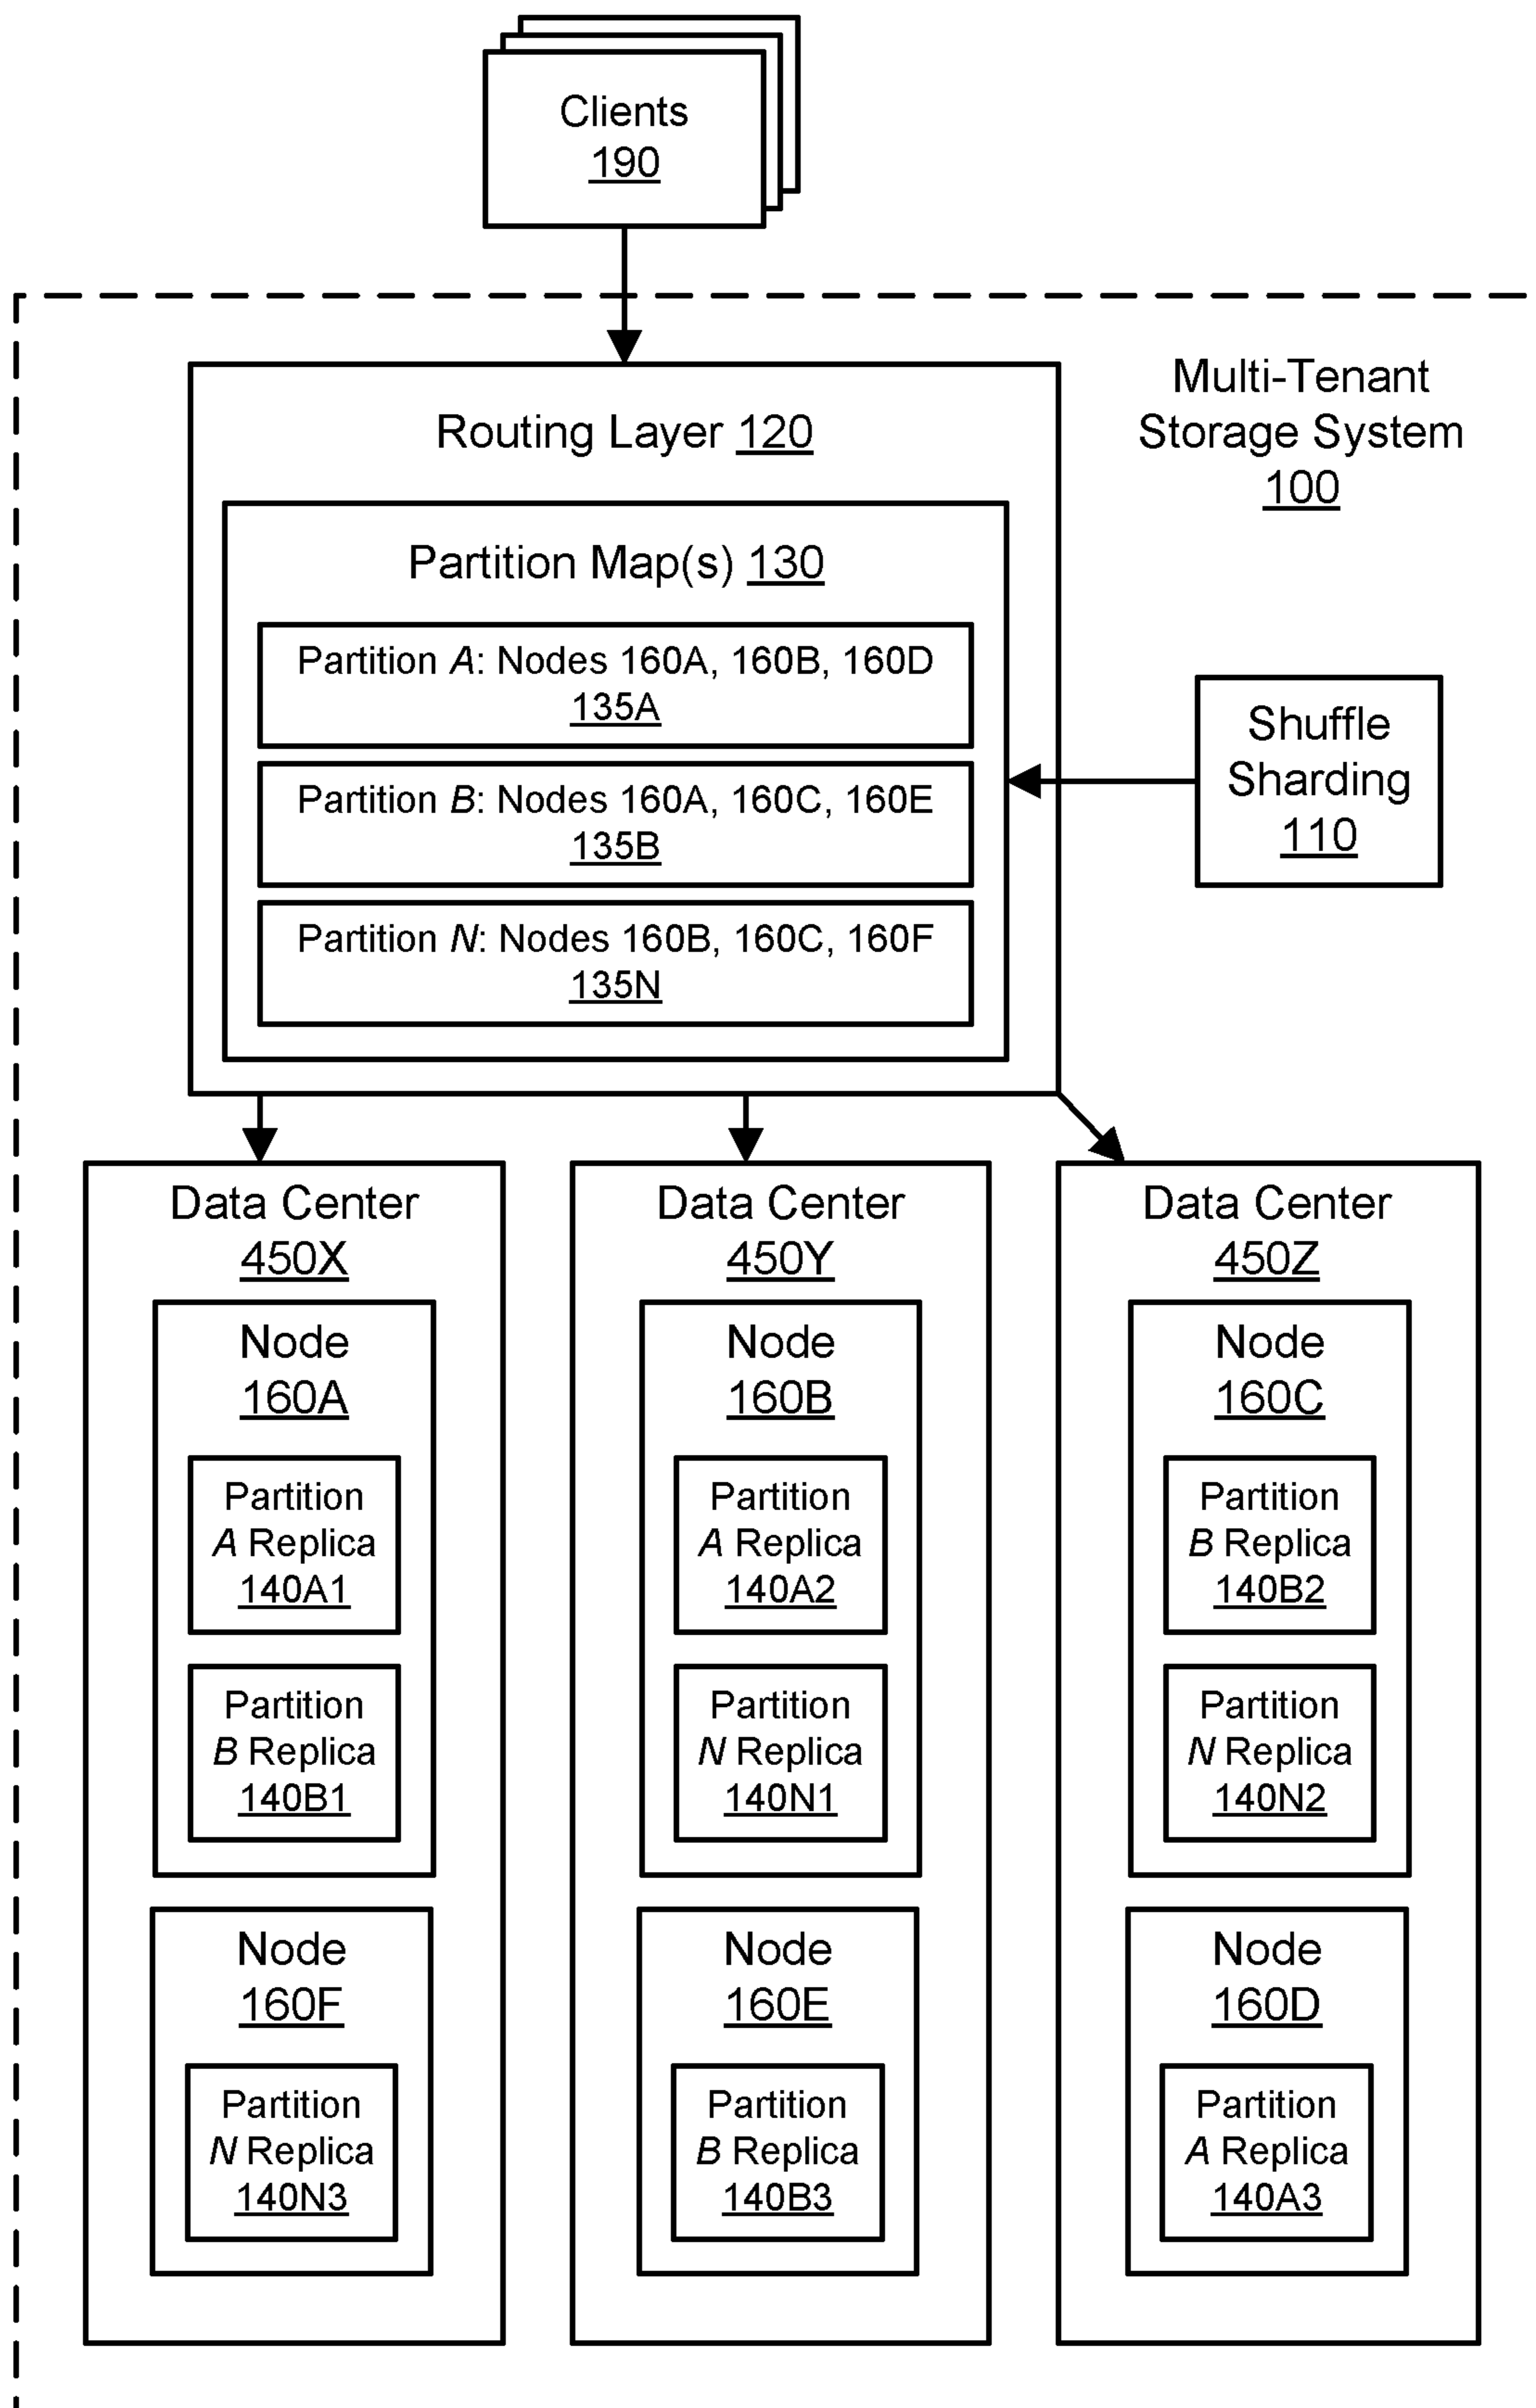 Clients
190
Multi-Tenant
Storage System
100
Routing Layer 120
Partition Map(s) 130
Partition A: Nodes 160A, 160B, 160D
135A
Partition B: Nodes 160A, 160C, 160E
135B
Partition N: Nodes 160B, 160C, 160F
135N
Shuffle
Sharding
110
Data Center
450X
Node
160A
Partition
A Replica
140A1
Partition
B Replica
140B1
Node
160F
Partition
N Replica
140N3
Data Center
450Y
Node
160B
Partition
A Replica
140A2
Partition
N Replica
140N1
Node
160E
Partition
B Replica
140B3
Data Center
450Z
Node
160C
Partition
B Replica
140B2
Partition
N Replica
140N2
Node
160D
Partition
A Replica
140A3